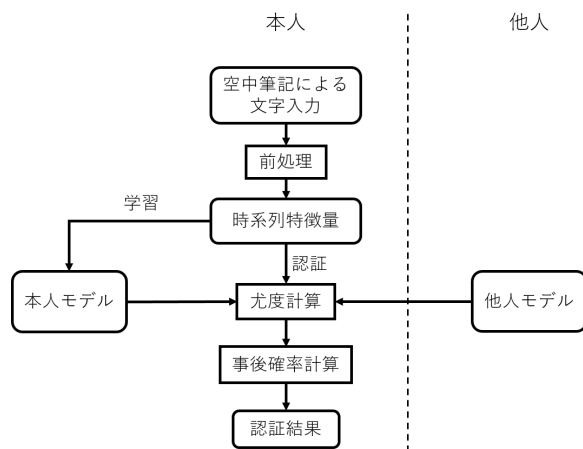 本人
他人
空中筆記による
文字入力
前処理
学習
時系列特徴量
認証
本人モデル
尤度計算
他人モデル
事後確率計算
認証結果